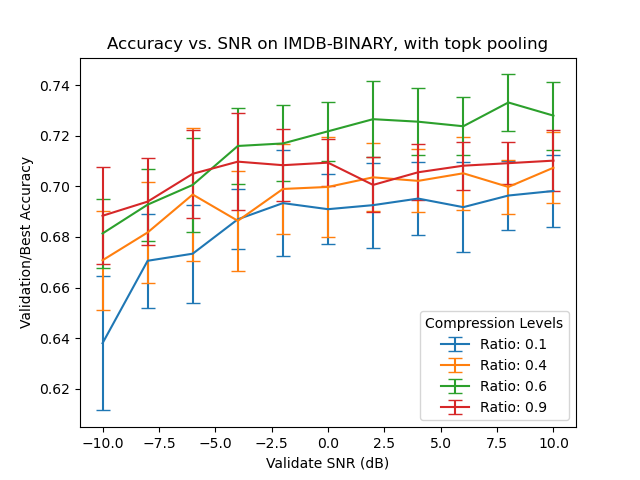 Accuracy vs. SNR on IMDB-BINARY, with topk pooling
Validation/Best Accuracy
0.74
0.72
0.70
0.68
0.66
0.64
0.62
Compression Levels
Ratio: 0.1
Ratio: 0.4
Ratio: 0.6
Ratio: 0.9
−10.0 −7.5 −5.0 −2.5 0.0 2.5 5.0 7.5 10.0
Validate SNR (dB)